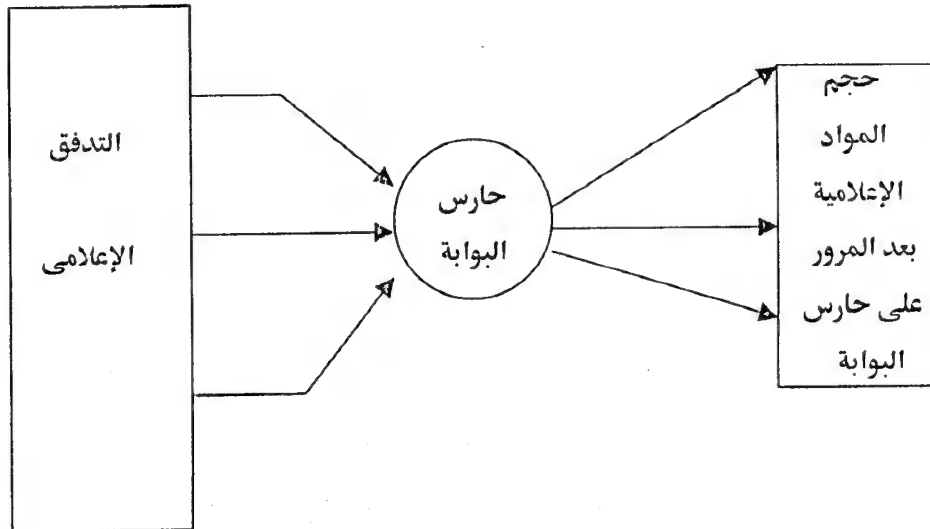 التدفق
الإعلامى
حارس
البوابة
حجم
المواد
الإعلامية
بعد المرور
على حارس
البوابة